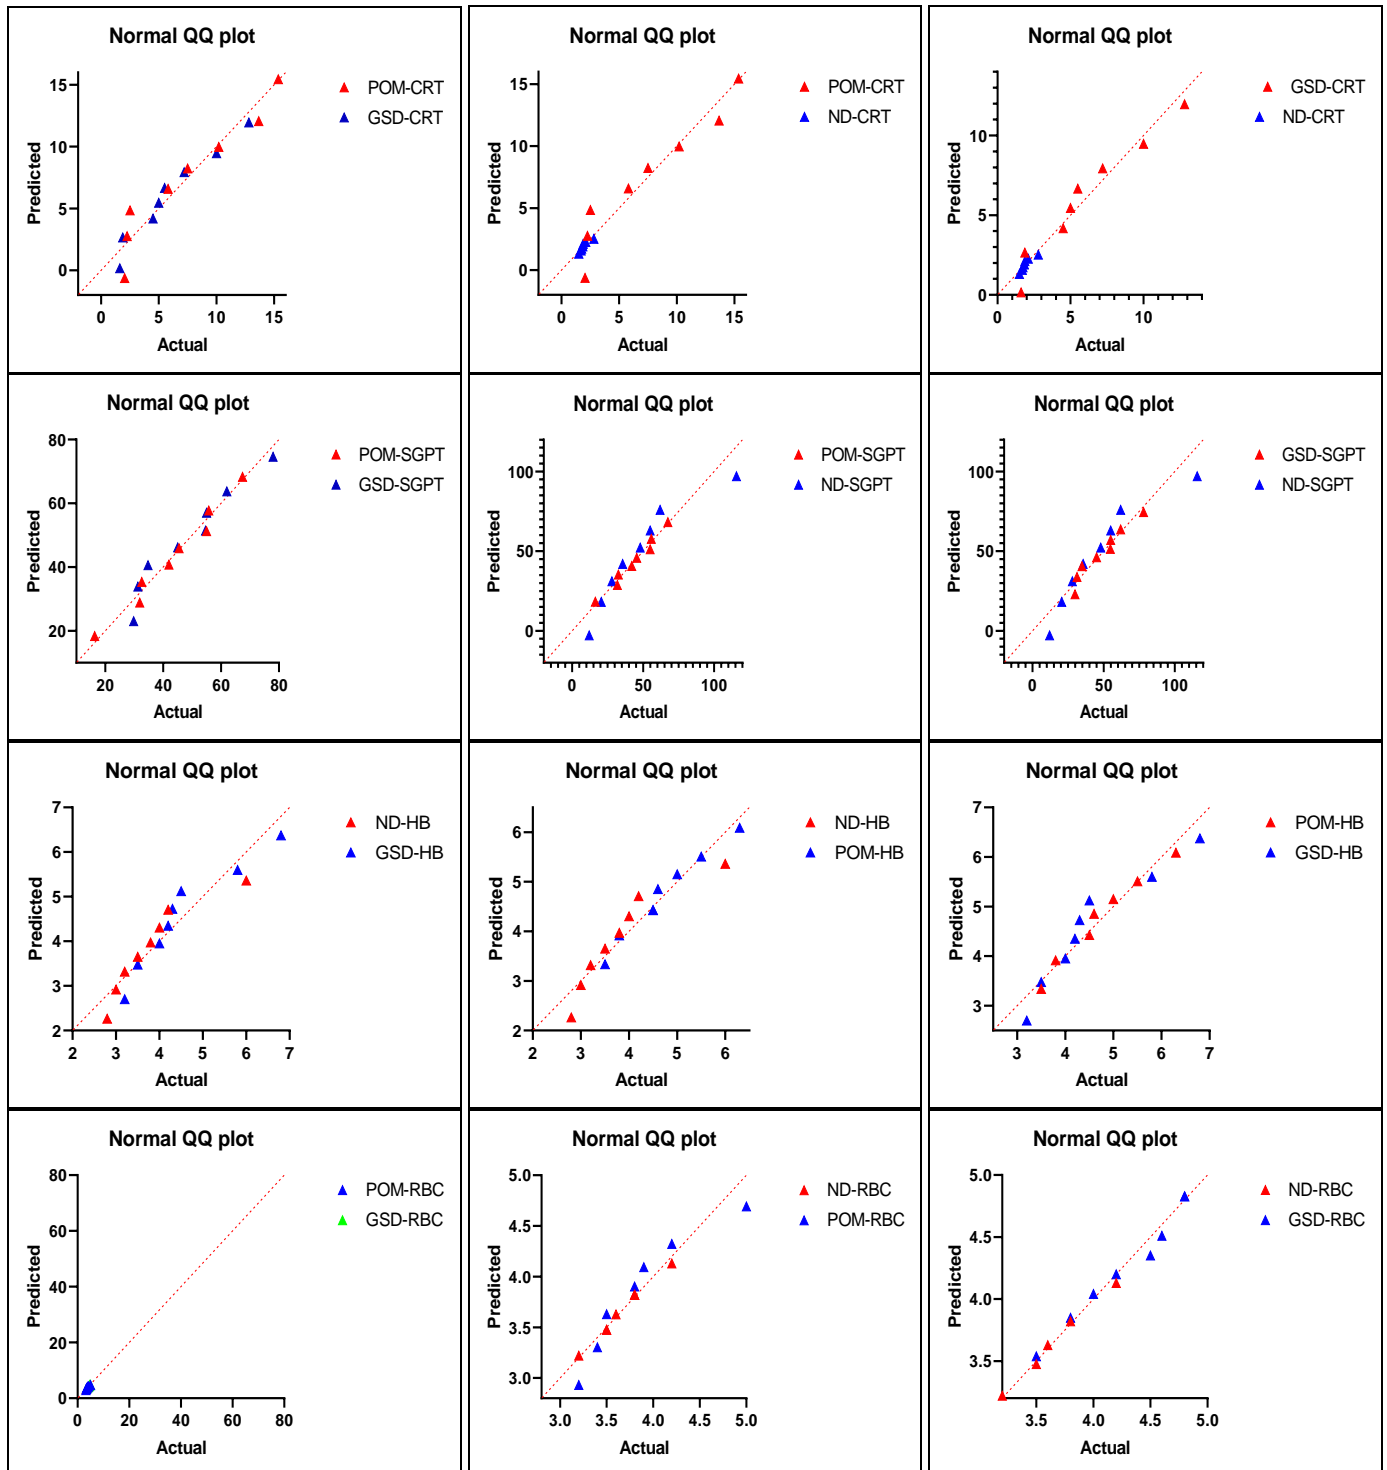 Normal QQ plot
POM-CRT
GSD-CRT
Predicted
15
10
5
0
0 5 10 15
Actual
Normal QQ plot
POM-CRT
ND-CRT
Predicted
15
10
5
0
0 5 10 15
Actual
Normal QQ plot
GSD-CRT
ND-CRT
Predicted
10
5
0
0 5 10
Actual
Normal QQ plot
POM-SGPT
GSD-SGPT
Predicted
80
60
40
20
20 40 60 80
Actual
Normal QQ plot
POM-SGPT
ND-SGPT
Predicted
100
50
0
0 50 100
Actual
Normal QQ plot
GSD-SGPT
ND-SGPT
Predicted
100
50
0
0 50 100
Actual
Normal QQ plot
ND-HB
GSD-HB
Predicted
7
6
5
4
3
2
2 3 4 5 6 7
Actual
Normal QQ plot
ND-HB
POM-HB
Predicted
6
5
4
3
2
2 3 4 5 6
Actual
Normal QQ plot
POM-HB
GSD-HB
Predicted
7
6
5
4
3
3 4 5 6 7
Actual
Normal QQ plot
POM-RBC
GSD-RBC
Predicted
80
60
40
20
0
0 20 40 60 80
Actual
Normal QQ plot
ND-RBC
POM-RBC
Predicted
5.0
4.5
4.0
3.5
3.0
3.0 3.5 4.0 4.5 5.0
Actual
Normal QQ plot
ND-RBC
GSD-RBC
Predicted
5.0
4.5
4.0
3.5
3.5 4.0 4.5 5.0
Actual